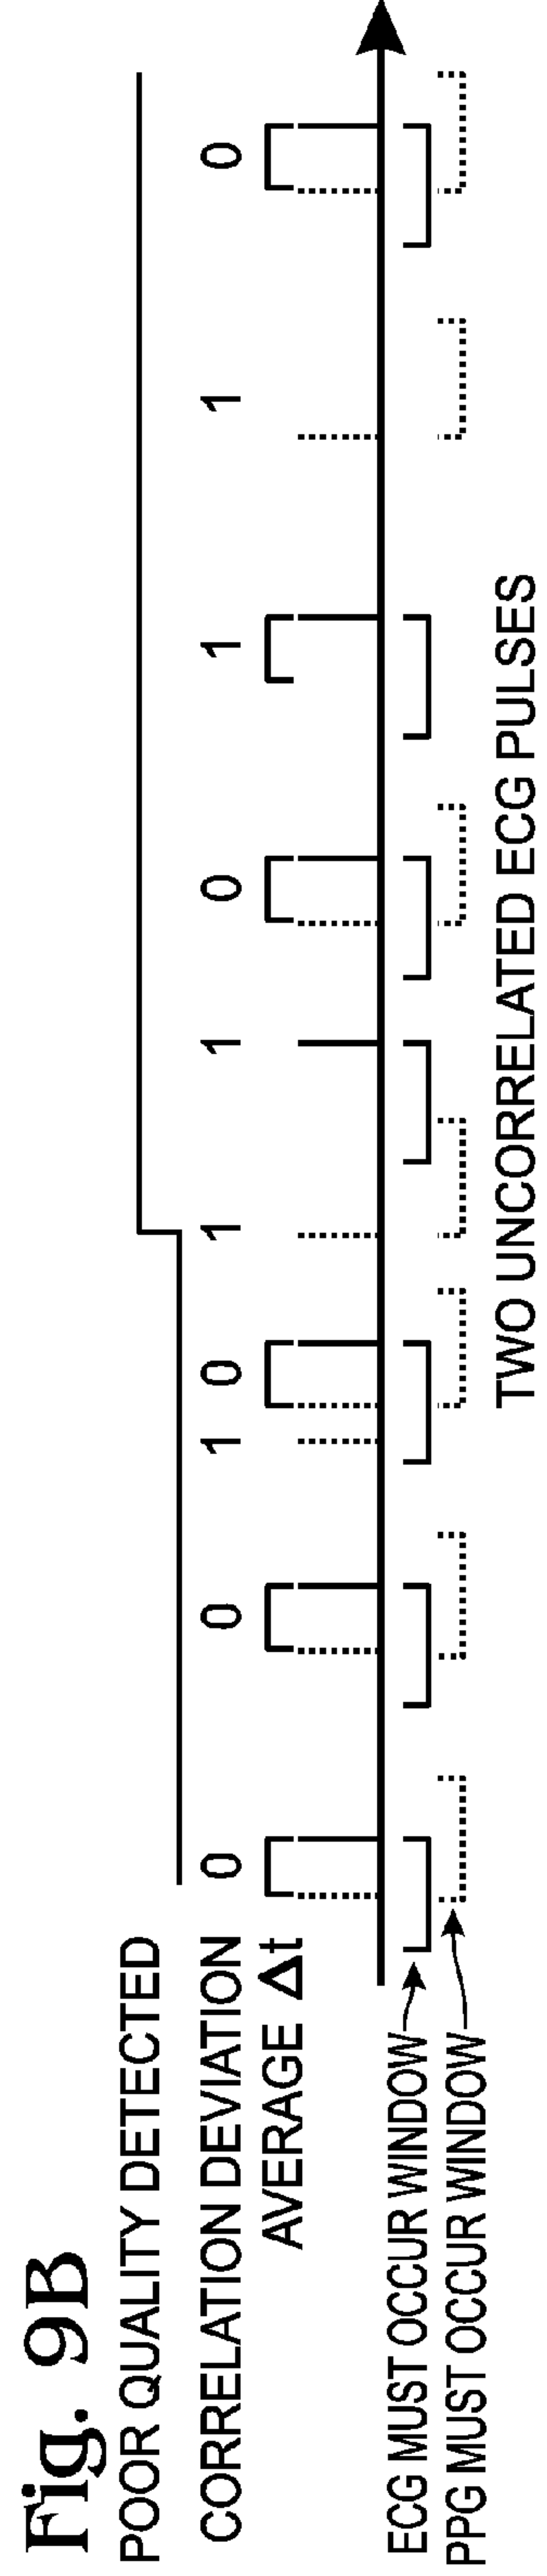 Fig. 9B
POOR QUALITY DETECTED
CORRELATION DEVIATION 0 0 1 0 1 1 0 1 1 0
AVERAGE Δt
ECG MUST OCCUR WINDOW
PPG MUST OCCUR WINDOW
TWO UNCORRELATED ECG PULSES